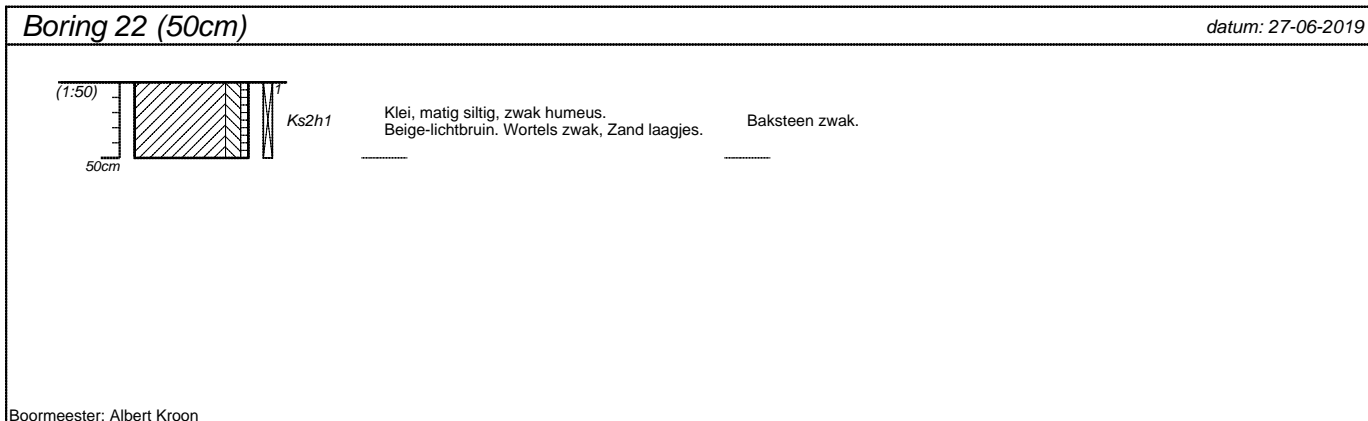 Boring 22 (50cm)
datum: 27-06-2019
(1:50)
1
Ks2h1
Klei, matig siltig, zwak humeus.
Beige-lichtbruin. Wortels zwak, Zand laagjes.
Baksteen zwak.
50cm
Boormeester: Albert Kroon